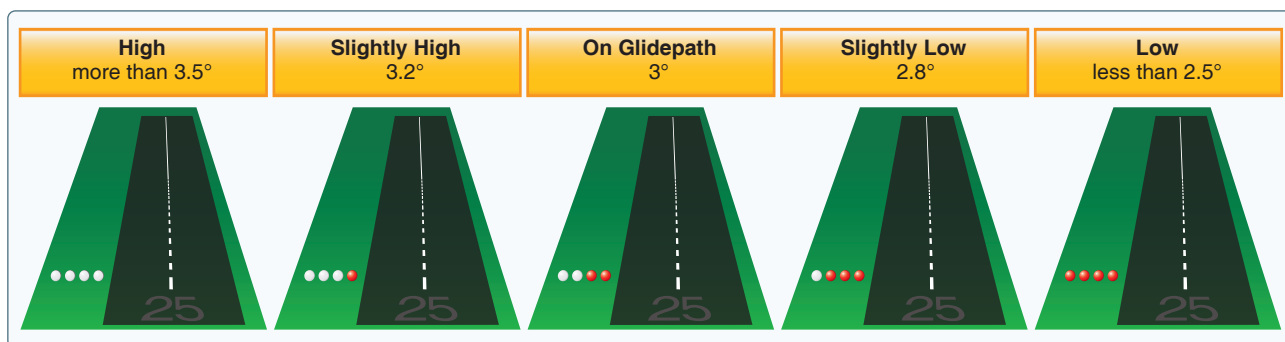 High
more than 3.5°
Slightly High
3.2°
On Glidepath
3°
Slightly Low
2.8°
Low
less than 2.5°
25
25
25
25
25